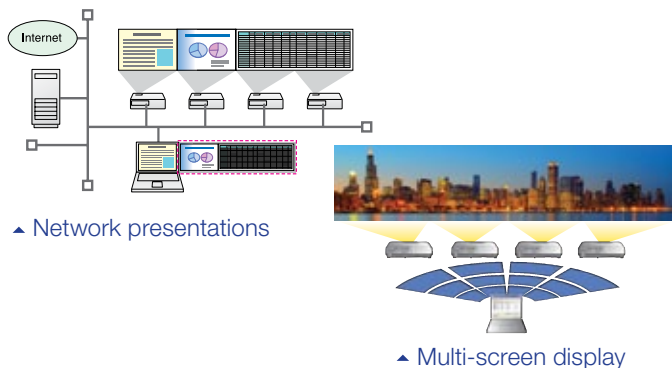 Internet
▲ Network presentations
▲ Multi-screen display